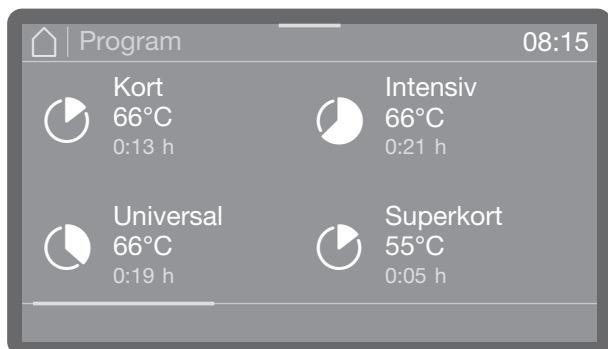 Program
08:15
Kort
66°C
0:13 h
Intensiv
66°C
0:21 h
Universal
66°C
0:19 h
Superkort
55°C
0:05 h